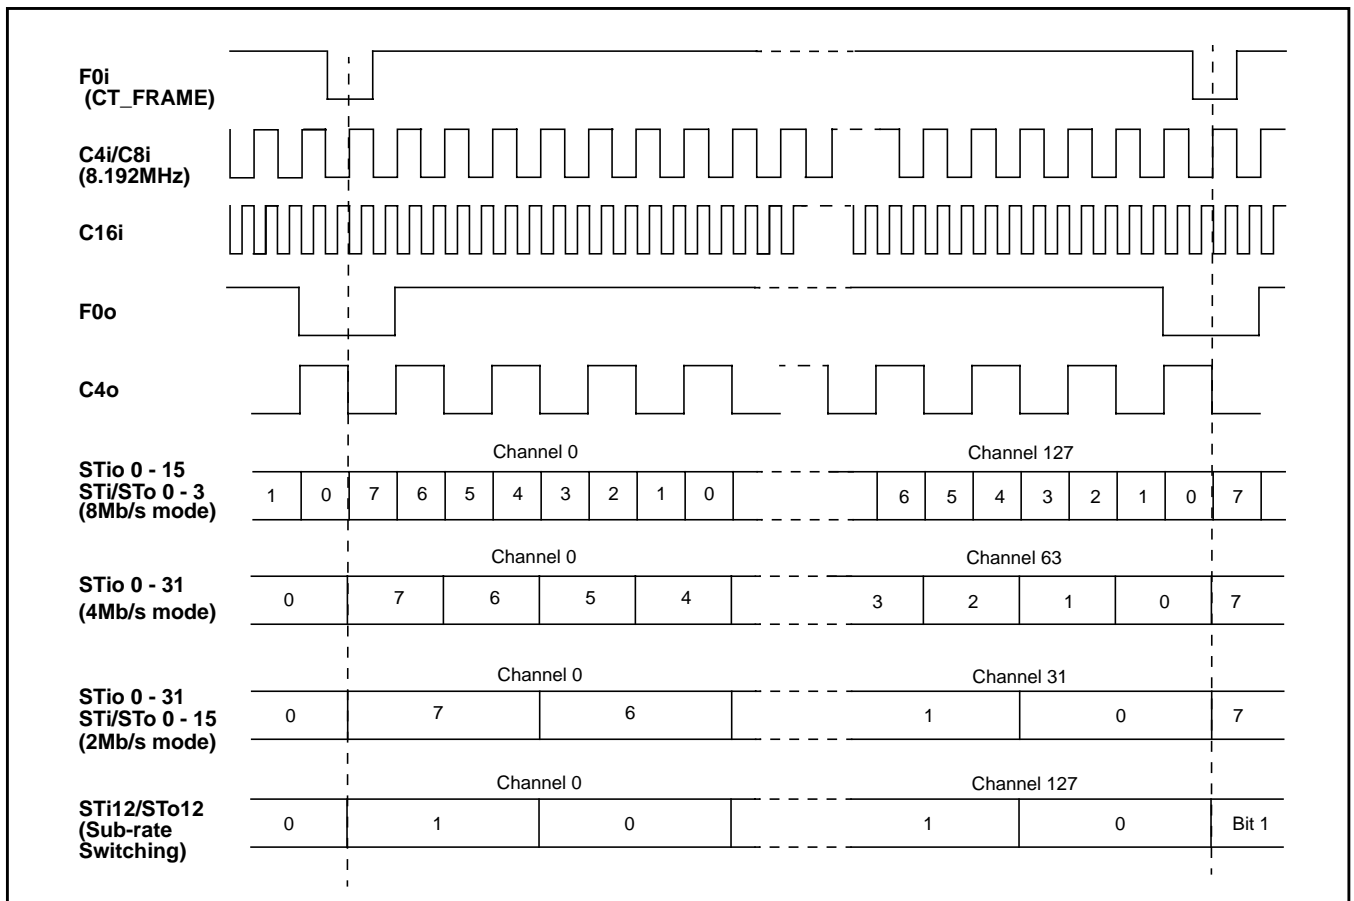 F0i
(CT_FRAME)
C4i/C8i
(8.192MHz)
C16i
F0o
C4o
Channel 0
Channel 127
STio 0 - 15
STi/STo 0 - 3
(8Mb/s mode)
1 0 7 6 5 4 3 2 1 0 6 5 4 3 2 1 0 7
Channel 0
Channel 63
STio 0 - 31
(4Mb/s mode)
0 7 6 5 4 3 2 1 0 7
Channel 0
Channel 31
STio 0 - 31
STi/STo 0 - 15
(2Mb/s mode)
0 7 6 1 0 7
Channel 0
Channel 127
STi12/STo12
(Sub-rate
Switching)
0 1 0 1 0 Bit 1